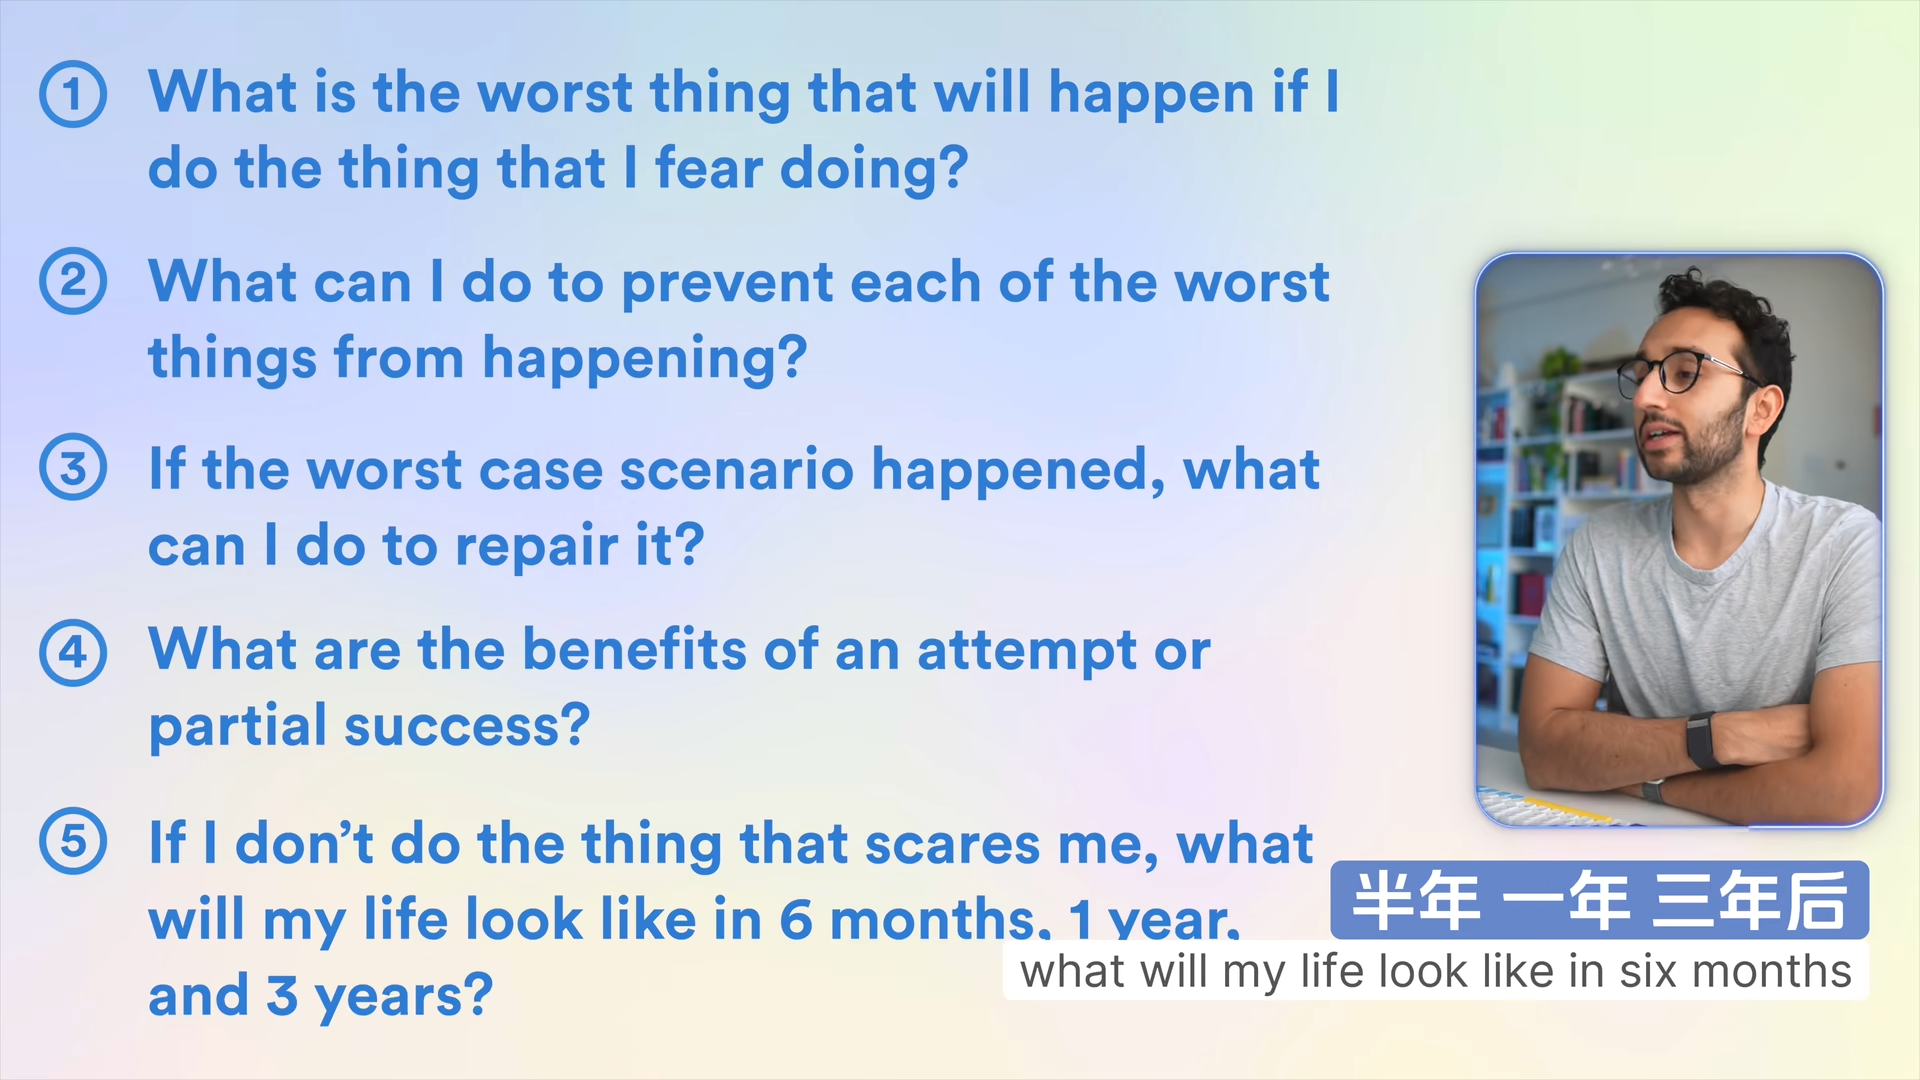 1 What is the worst thing that will happen if I
do the thing that I fear doing?
2 What can I do to prevent each of the worst
things from happening?
3 If the worst case scenario happened, what
can I do to repair it?
4 What are the benefits of an attempt or
partial success?
5 If I don’t do the thing that scares me, what
will my life look like in 6 months, 1 year,
and 3 years?
半年 一年 三年后
what will my life look like in six months